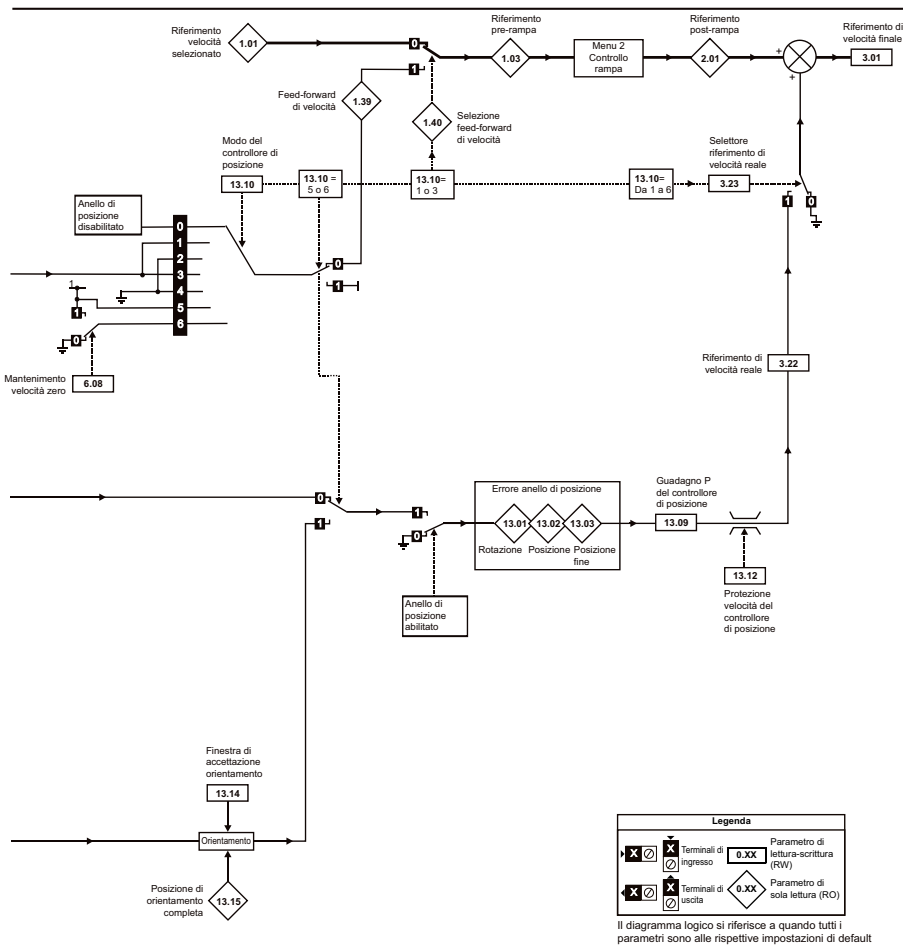 Riferimento
velocità
selezionato
1.01
0
1
Riferimento
pre-rampa
1.03
Menu 2
Controllo
rampa
Riferimento
post-rampa
2.01
+
+
Riferimento di
velocità finale
3.01
Feed-forward
di velocità
1.39
1.40
Selezione
feed-forward
di velocità
Modo del
controllore di
posizione
13.10
13.10 =
5 o 6
13.10=
1 o 3
13.10=
Da 1 a 6
Selettore
riferimento di
velocità reale
3.23
1
0
Anello di
posizione
disabilitato
0
1
2
3
4
5
6
1
1
0
0
1
Mantenimento
velocità zero
6.08
Riferimento di
velocità reale
3.22
0
1
1
0
Anello di
posizione
abilitato
Errore anello di posizione
13.01
13.02
13.03
Rotazione
Posizione
Posizione
fine
Guadagno P
del controllore
di posizione
13.09
13.12
Protezione
velocità del
controllore
di posizione
Finestra di
accettazione
orientamento
13.14
Orientamento
Posizione di
orientamento
completa
13.15
Legenda
X
X
Terminali di
ingresso
0.XX
Parametro di
lettura-scrittura
(RW)
X
X
Terminali di
uscita
0.XX
Parametro di
sola lettura (RO)
Il diagramma logico si riferisce a quando tutti i
parametri sono alle rispettive impostazioni di default